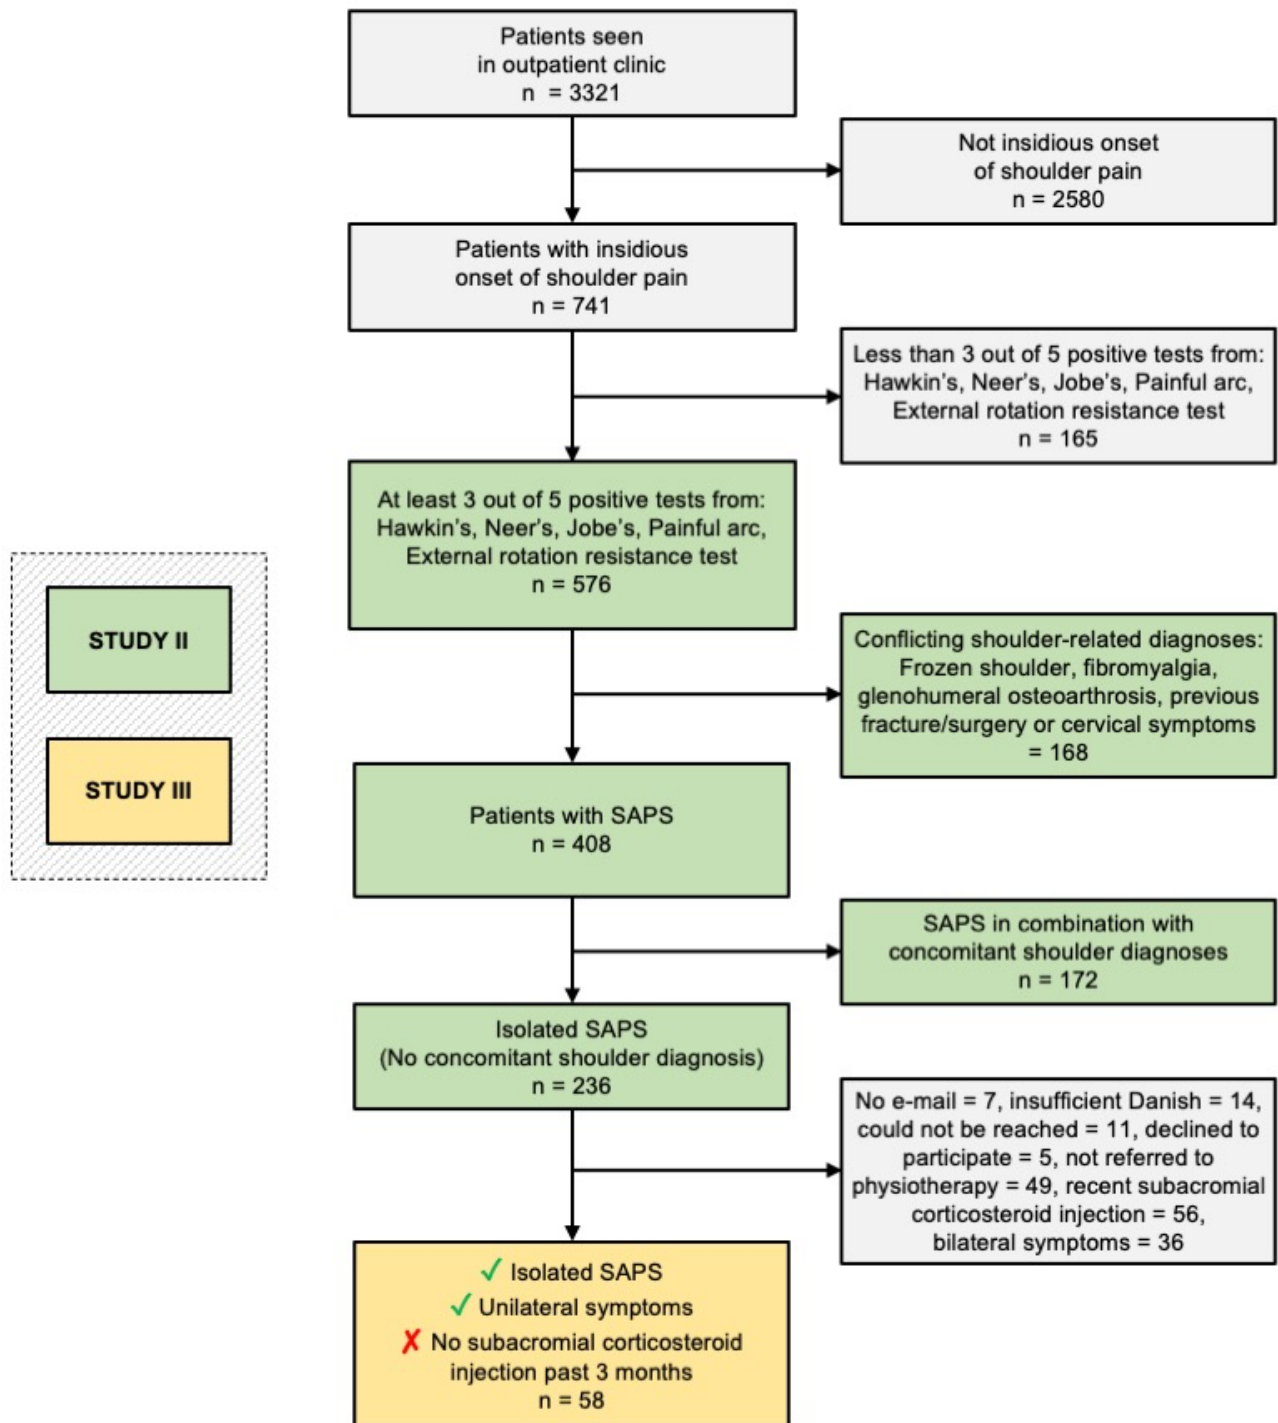 Patients seen
in outpatient clinic
n = 3321
Not insidious onset
of shoulder pain
n = 2580
Patients with insidious
onset of shoulder pain
n = 741
Less than 3 out of 5 positive tests from:
Hawkin's, Neer's, Jobe's, Painful arc,
External rotation resistance test
n = 165
At least 3 out of 5 positive tests from:
Hawkin's, Neer's, Jobe's, Painful arc,
External rotation resistance test
n = 576
STUDY II
STUDY III
Conflicting shoulder-related diagnoses:
Frozen shoulder, fibromyalgia,
glenohumeral osteoarthrosis, previous
fracture/surgery or cervical symptoms
= 168
Patients with SAPS
n = 408
SAPS in combination with
concomitant shoulder diagnoses
n = 172
Isolated SAPS
(No concomitant shoulder diagnosis)
n = 236
No e-mail = 7, insufficient Danish = 14,
could not be reached = 11, declined to
participate = 5, not referred to
physiotherapy = 49, recent subacromial
corticosteroid injection = 56,
bilateral symptoms = 36
✓ Isolated SAPS
✓ Unilateral symptoms
✗ No subacromial corticosteroid
injection past 3 months
n = 58